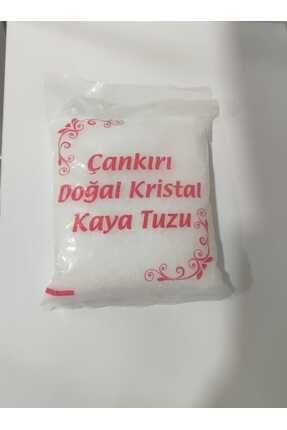 Çankırı
Doğal Kristal
Kaya Tuzu